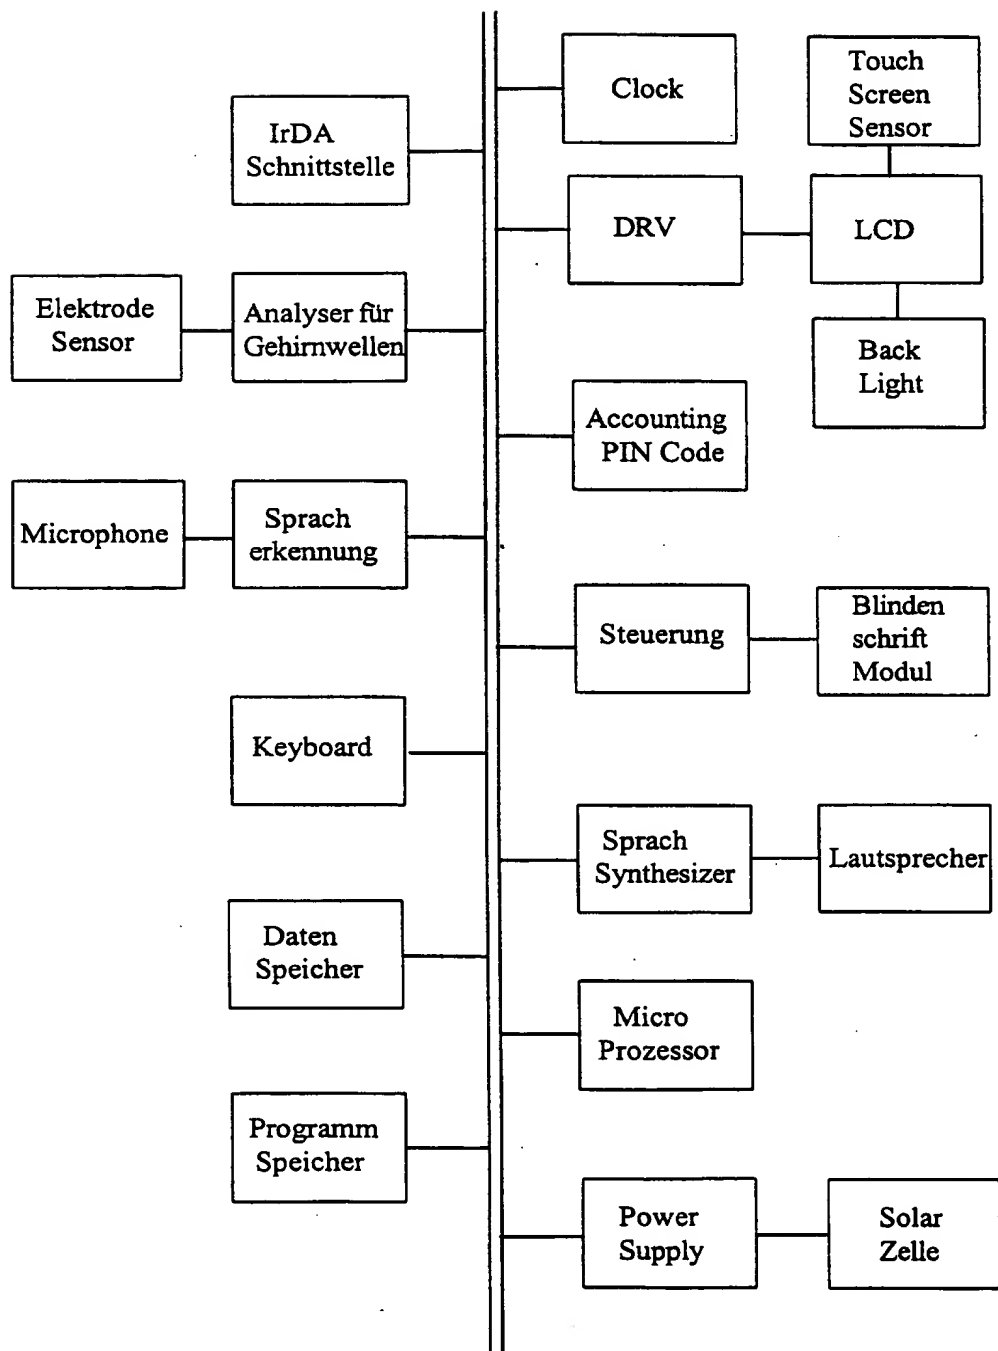 Clock
Touch
Screen
Sensor
IrDA
Schnittstelle
DRV
LCD
Elektrode
Sensor
Analyser für
Gehirnwellen
Back
Light
Accounting
PIN Code
Microphone
Sprach
erkennung
Steuerung
Blinden
schrift
Modul
Keyboard
Sprach
Synthesizer
Lautsprecher
Daten
Speicher
Micro
Prozessor
Programm
Speicher
Power
Supply
Solar
Zelle